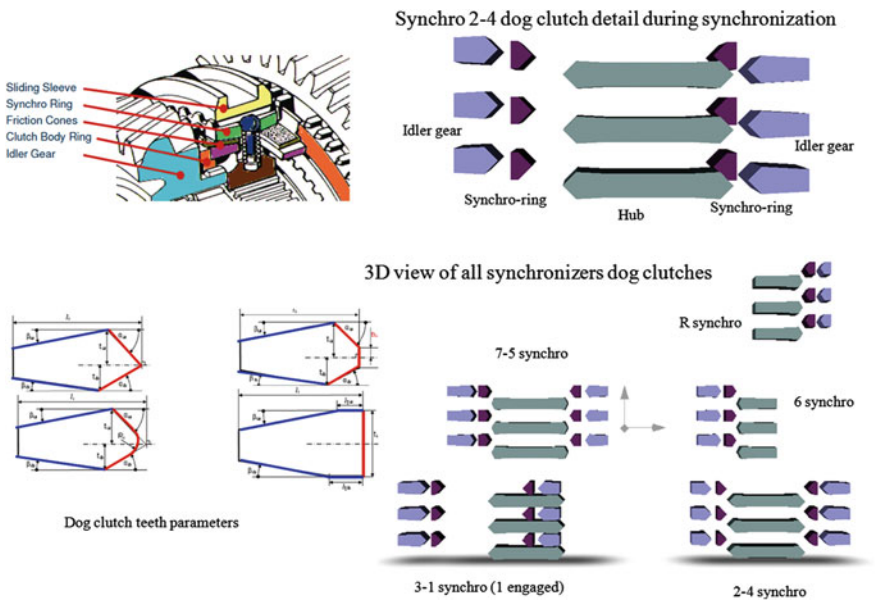 Synchro 2-4 dog clutch detail during synchronization
Sliding Sleeve
Synchro Ring
Friction Cones
Clutch Body Ring
Idler Gear
Idler gear
Idler gear
Synchro-ring
Hub
Synchro-ring
3D view of all synchronizers dog clutches
R synchro
7-5 synchro
6 synchro
Dog clutch teeth parameters
3-1 synchro (1 engaged)
2-4 synchro